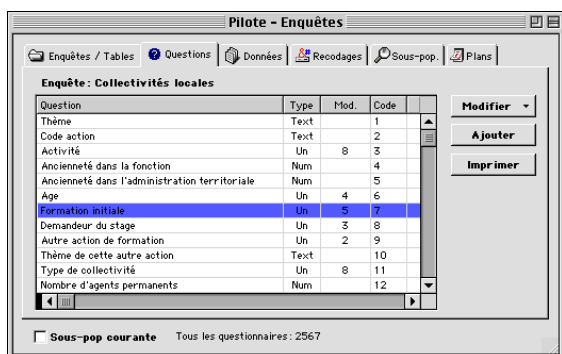 Pilote - Enquêtes
Enquêtes / Tables Questions Données Recodages Sous-pop. Plans
Enquête : Collectivités locales
Question Type Mod. Code
Thème Text 1
Code action Text 2
Activité Un 8 3
Ancienneté dans la fonction Num 4
Ancienneté dans l'administration territoriale Num 5
Age Un 4 6
Formation initiale Un 5 7
Demandeur du stage Un 3 8
Autre action de formation Un 2 9
Thème de cette autre action Text 10
Type de collectivité Un 8 11
Nombre d'agents permanents Num 12
Modifier
Ajouter
Imprimer
Sous-pop courante Tous les questionnaires : 2567